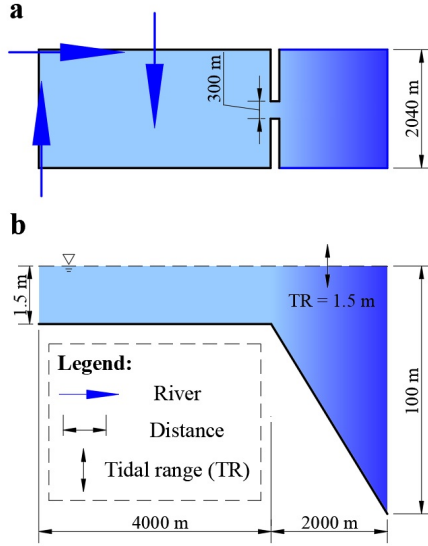 a
300 m
2040 m
b
1.5 m
TR = 1.5 m
100 m
Legend:
River
Distance
Tidal range (TR)
4000 m
2000 m